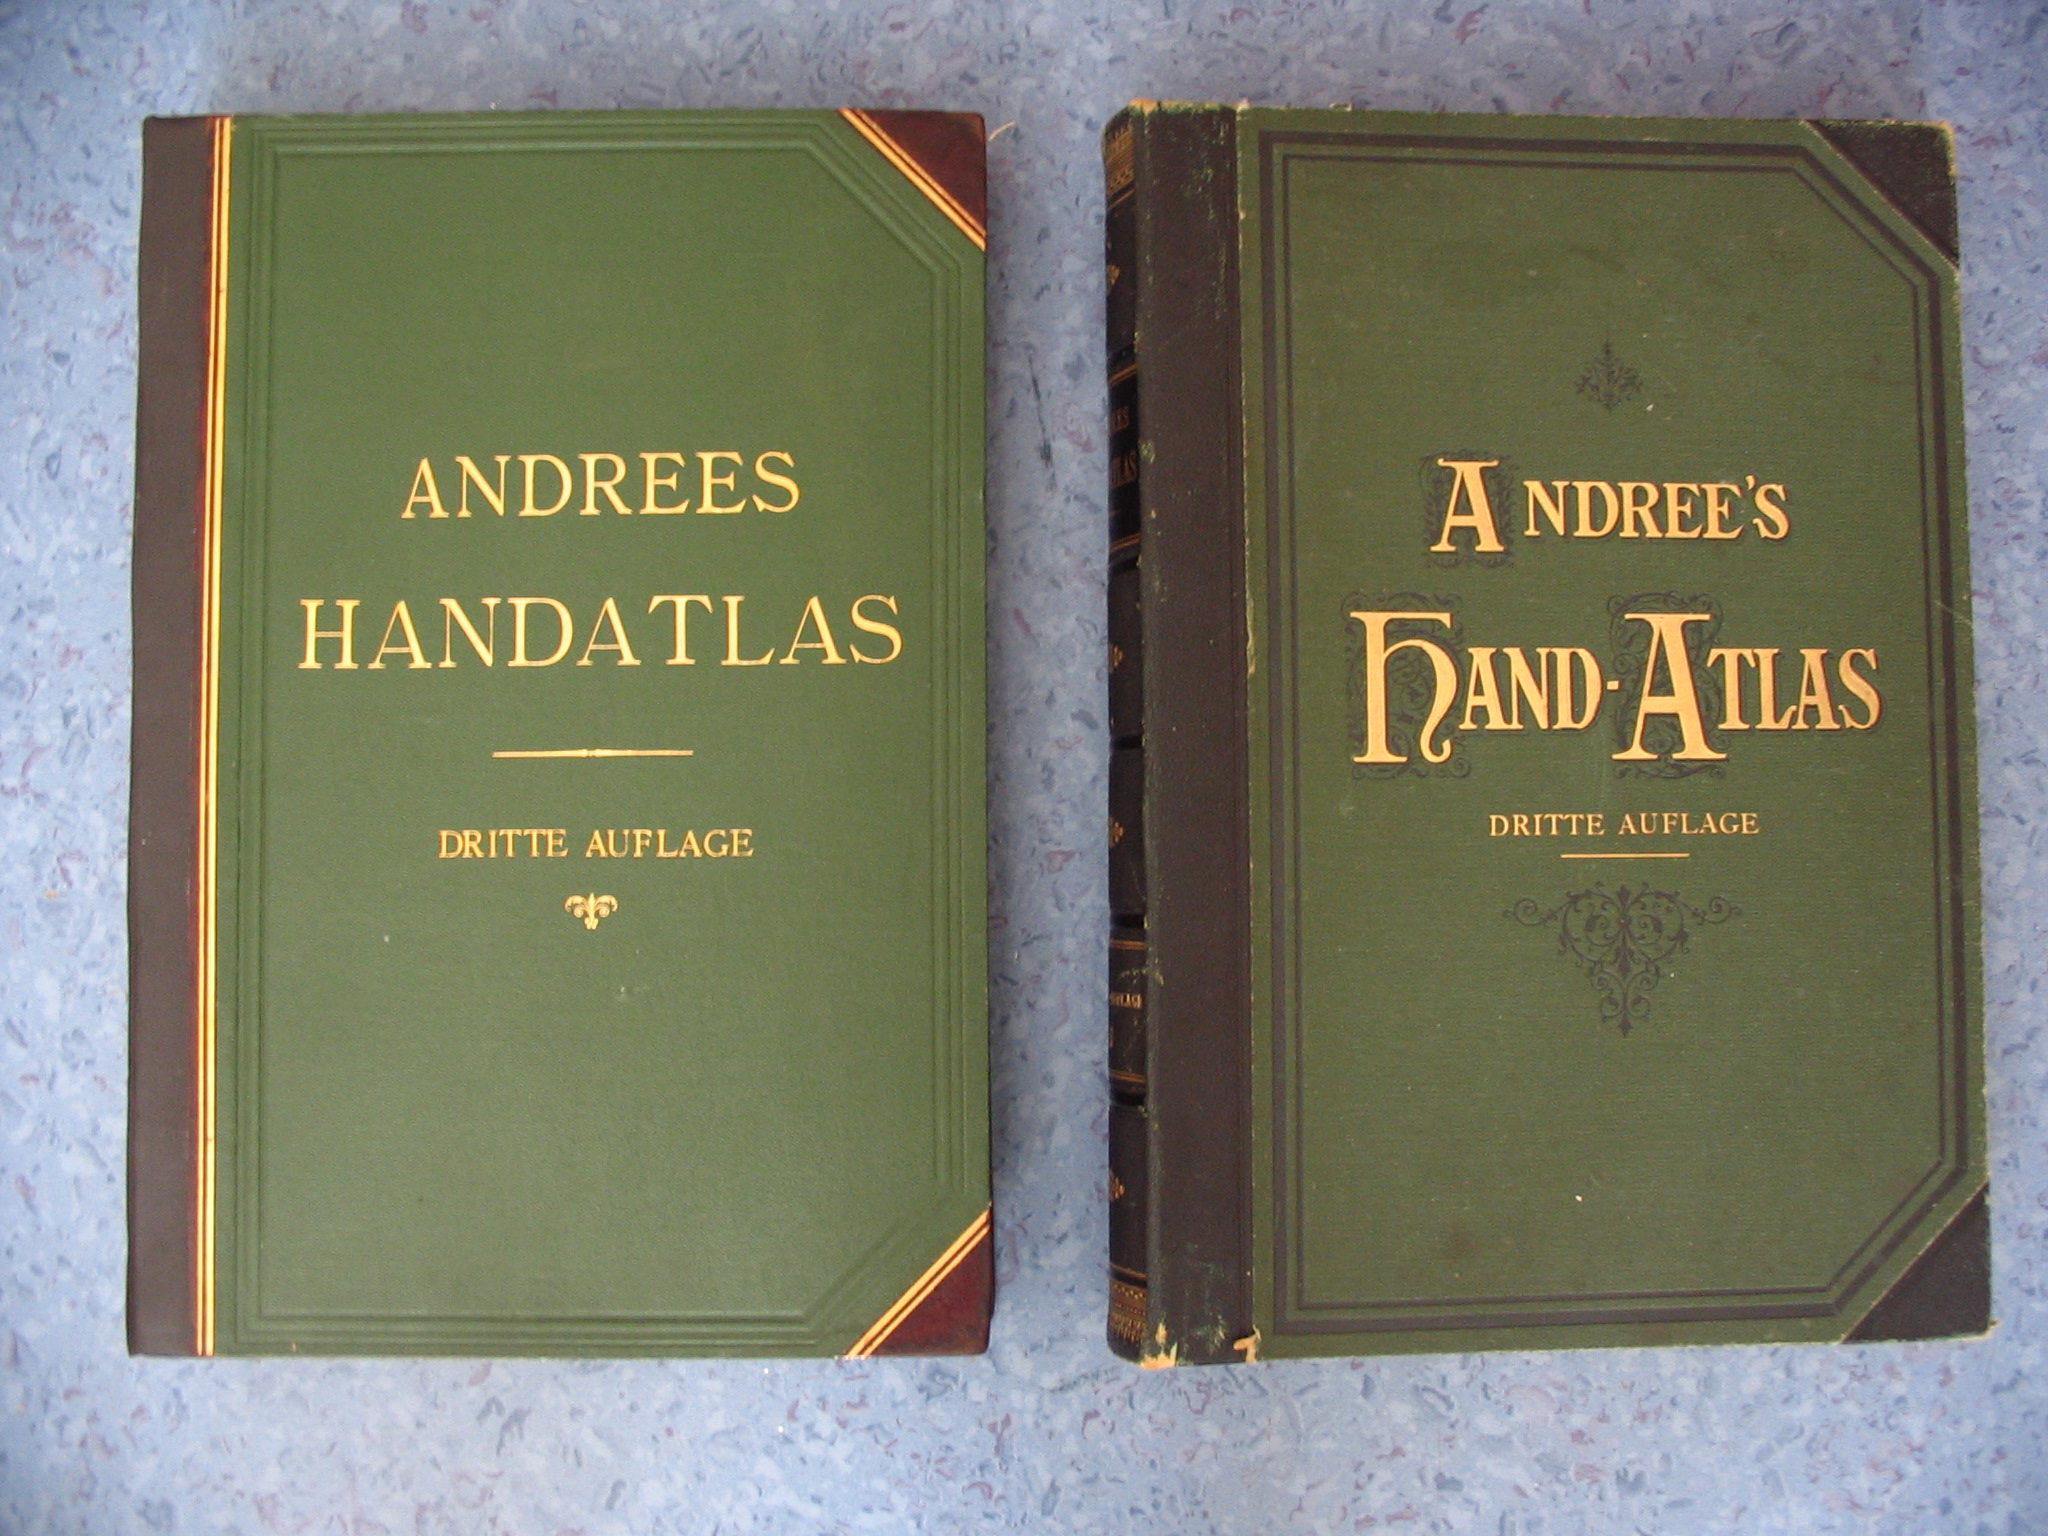 ANDREES
HANDATLAS
DRITTE AUFLAGE
ANDREE'S
HAND-ATLAS
DRITTE AUFLAGE